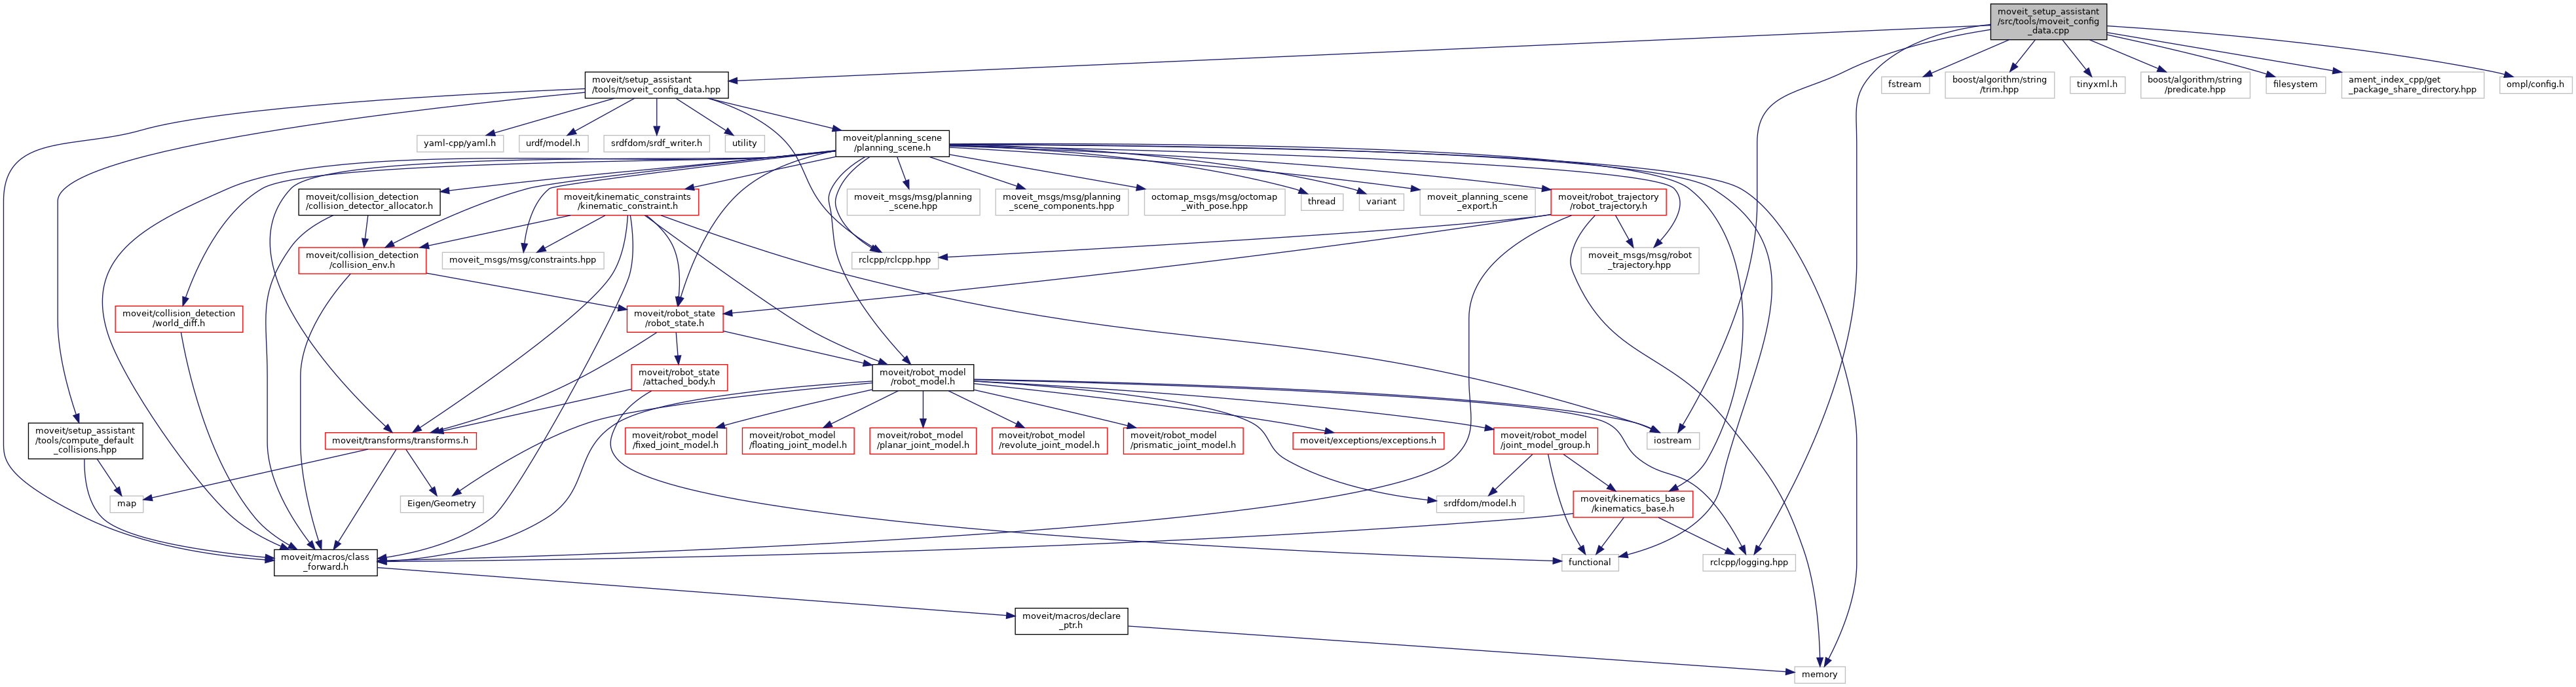 moveit_setup_assistant
/src/tools/moveit_config
_data.cpp
moveit/setup_assistant
/tools/moveit_config_data.hpp
fstream
boost/algorithm/string
/trim.hpp
tinyxml.h
boost/algorithm/string
/predicate.hpp
filesystem
ament_index_cpp/get
_package_share_directory.hpp
ompl/config.h
yaml-cpp/yaml.h
urdf/model.h
srdfdom/srdf_writer.h
utility
moveit/planning_scene
/planning_scene.h
moveit/collision_detection
/collision_detector_allocator.h
moveit/kinematic_constraints
/kinematic_constraint.h
moveit_msgs/msg/planning
_scene.hpp
moveit_msgs/msg/planning
_scene_components.hpp
octomap_msgs/msg/octomap
_with_pose.hpp
thread
variant
moveit_planning_scene
_export.h
moveit/robot_trajectory
/robot_trajectory.h
moveit/collision_detection
/collision_env.h
moveit_msgs/msg/constraints.hpp
rclcpp/rclcpp.hpp
moveit_msgs/msg/robot
_trajectory.hpp
moveit/collision_detection
/world_diff.h
moveit/robot_state
/robot_state.h
moveit/robot_state
/attached_body.h
moveit/robot_model
/robot_model.h
moveit/setup_assistant
/tools/compute_default
_collisions.hpp
moveit/transforms/transforms.h
moveit/robot_model
/fixed_joint_model.h
moveit/robot_model
/floating_joint_model.h
moveit/robot_model
/planar_joint_model.h
moveit/robot_model
/revolute_joint_model.h
moveit/robot_model
/prismatic_joint_model.h
moveit/exceptions/exceptions.h
moveit/robot_model
/joint_model_group.h
iostream
map
Eigen/Geometry
srdfdom/model.h
moveit/kinematics_base
/kinematics_base.h
moveit/macros/class
_forward.h
functional
rclcpp/logging.hpp
moveit/macros/declare
_ptr.h
memory